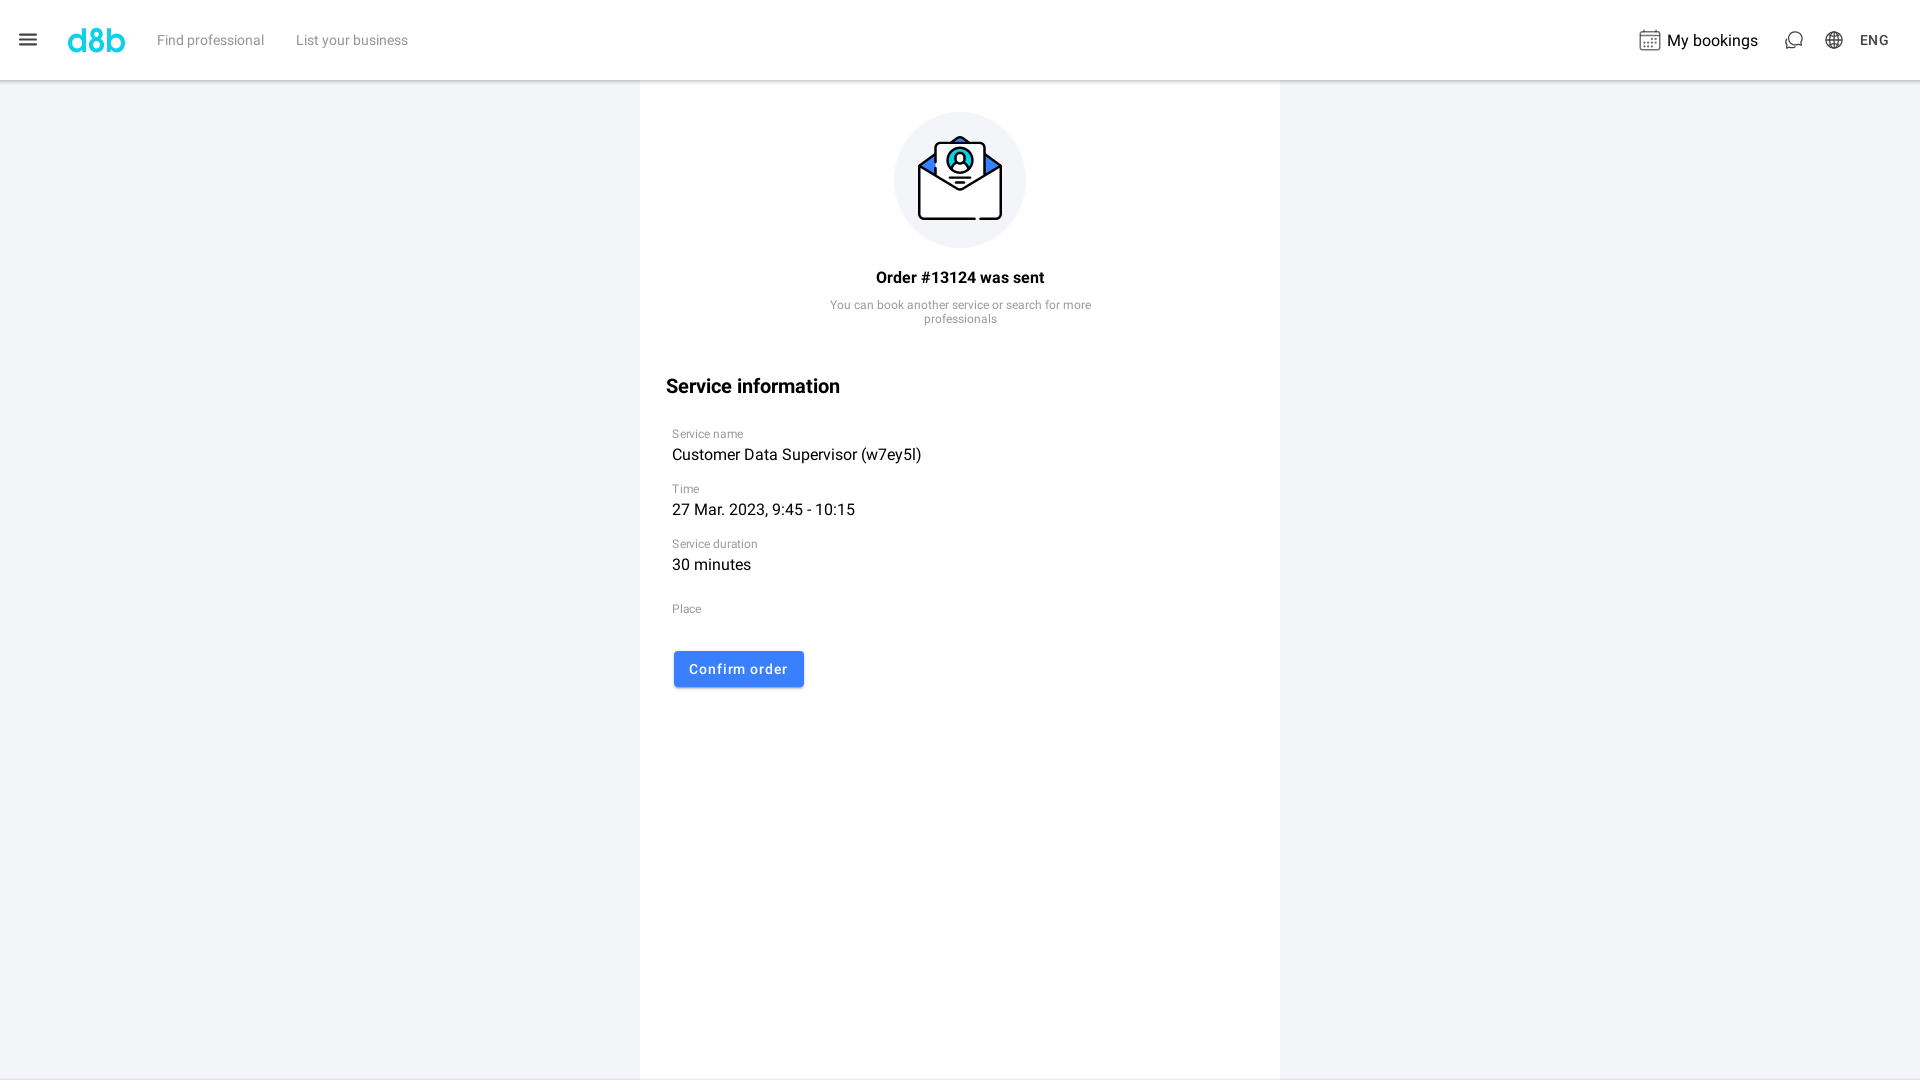 d8b
Find professional
List your business
My bookings
ENG
Order #13124 was sent
You can book another service or search for more
professionals
Service information
Service name
Customer Data Supervisor (w7ey5l)
Time
27 Mar. 2023, 9:45 - 10:15
Service duration
30 minutes
Place
Confirm order